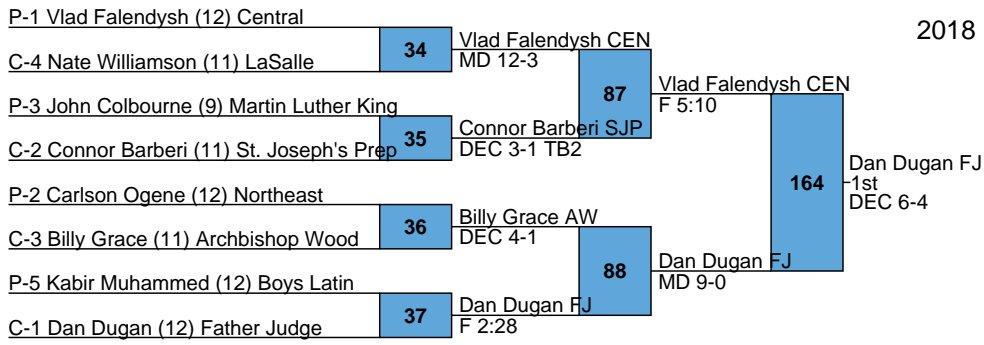 2018
P-1 Vlad Falendysh (12) Central
34
C-4 Nate Williamson (11) LaSalle
Vlad Falendysh CEN
MD 12-3
87
P-3 John Colbourne (9) Martin Luther King
35
C-2 Connor Barberi (11) St. Joseph's Prep
Connor Barberi SJP
DEC 3-1 TB2
Vlad Falendysh CEN
F 5:10
164
Dan Dugan FJ
1st
DEC 6-4
P-2 Carlson Ogene (12) Northeast
36
C-3 Billy Grace (11) Archbishop Wood
Billy Grace AW
DEC 4-1
88
Dan Dugan FJ
MD 9-0
P-5 Kabir Muhammed (12) Boys Latin
37
C-1 Dan Dugan (12) Father Judge
Dan Dugan FJ
F 2:28